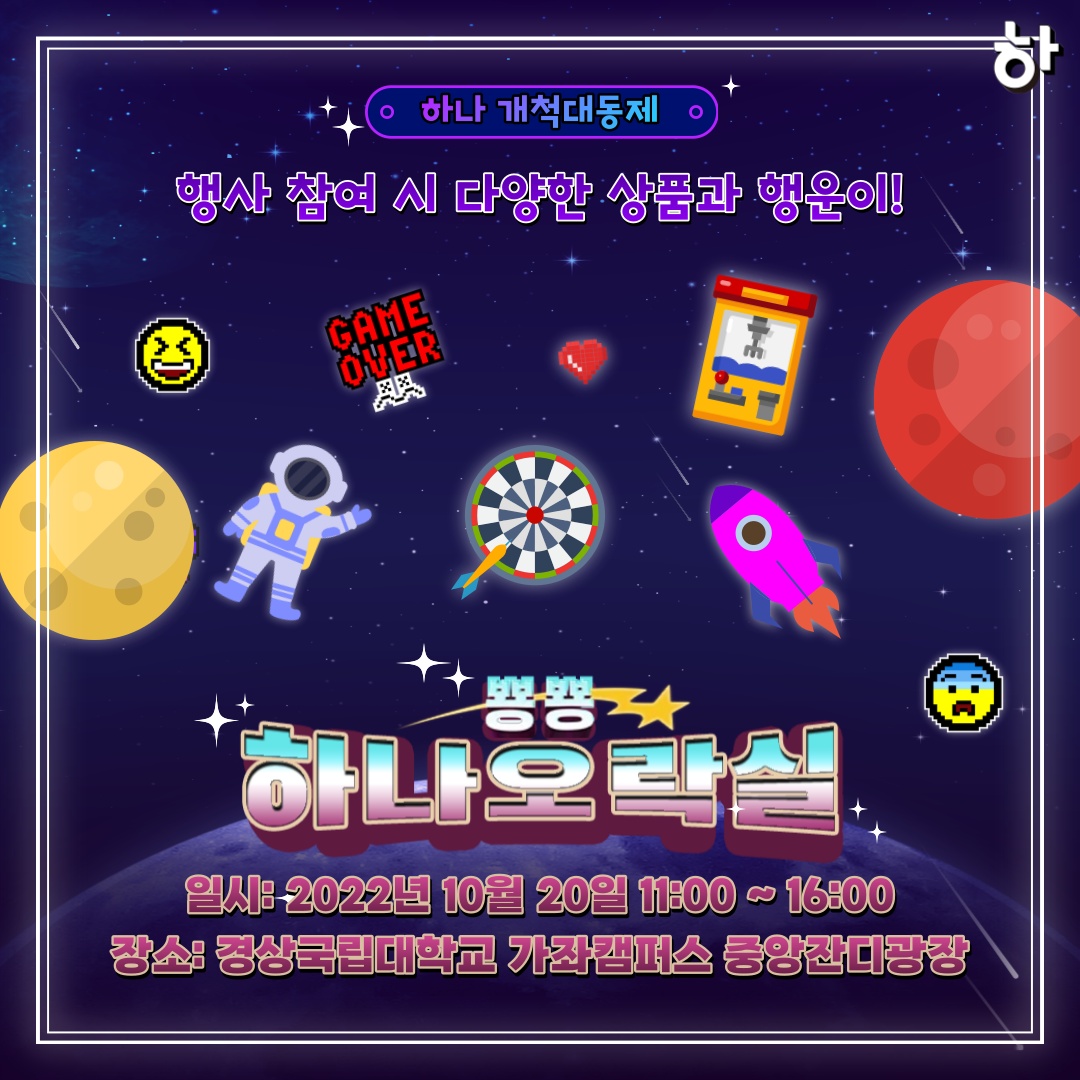 하
하나 개척대동제
행사 참여 시 다양한 상품과 행운이!
GAME
OVER
뿅뿅
하나오락실
일시: 2022년 10월 20일 11:00 ~ 16:00
장소: 경상국립대학교 가좌캠퍼스 중앙잔디광장